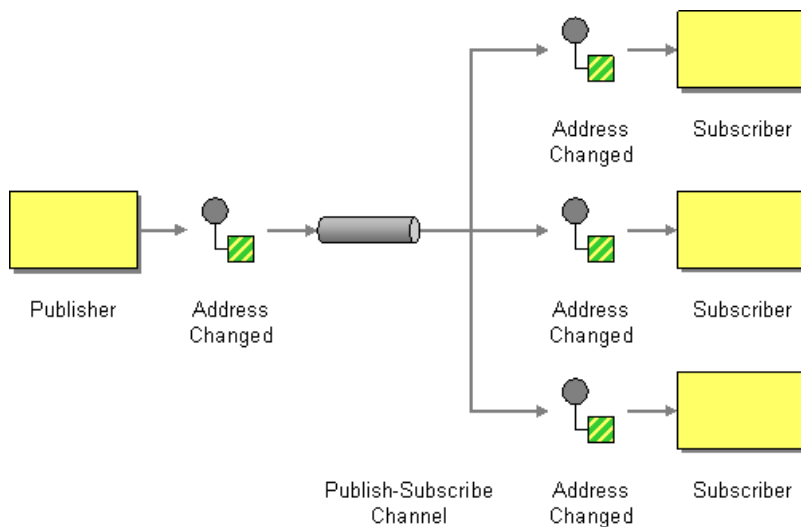 Address
Changed
Subscriber
Publisher
Address
Changed
Address
Changed
Subscriber
Publish-Subscribe
Channel
Address
Changed
Subscriber